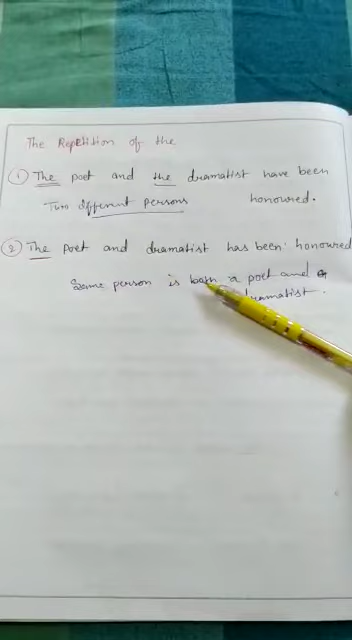 The Repetition of the
① The poet and the dramatist have been
Two different persons honoured.
② The poet and dramatist has been honoured
Same person is both a poet and a
dramatist.